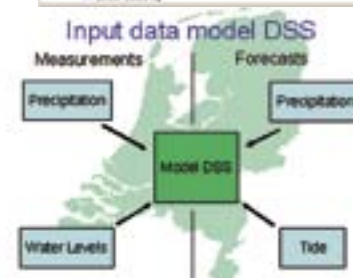 Input data model DSS
Measurements Forecasts
Precipitation Precipitation
Model DSS
Water Levels Tide